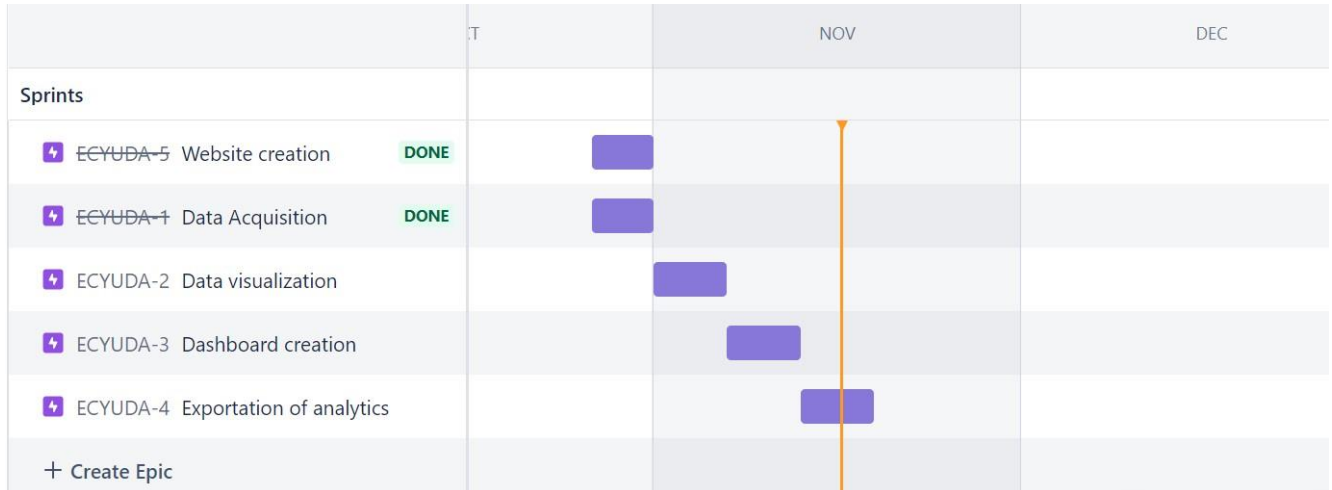 NOV
DEC
Sprints
ECYUDA-5 Website creation DONE
ECYUDA-1 Data Acquisition DONE
ECYUDA-2 Data visualization
ECYUDA-3 Dashboard creation
ECYUDA-4 Exportation of analytics
+ Create Epic